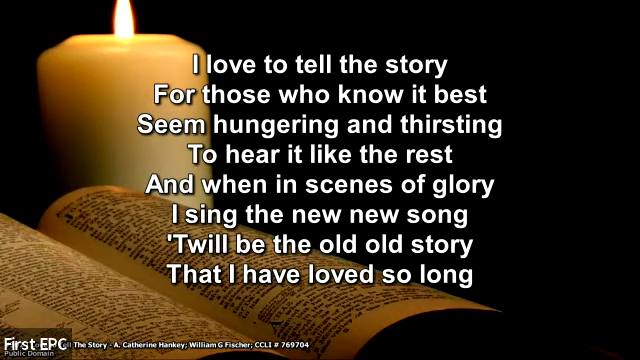 I love to tell the story
For those who know it best
Seem hungering and thirsting
To hear it like the rest
And when in scenes of glory
I sing the new new song
'Twill be the old old story
That I have loved so long
First EPC
Tell The Story - A. Catherine Hankey; William G Fischer; CCLI # 769704
Public Domain